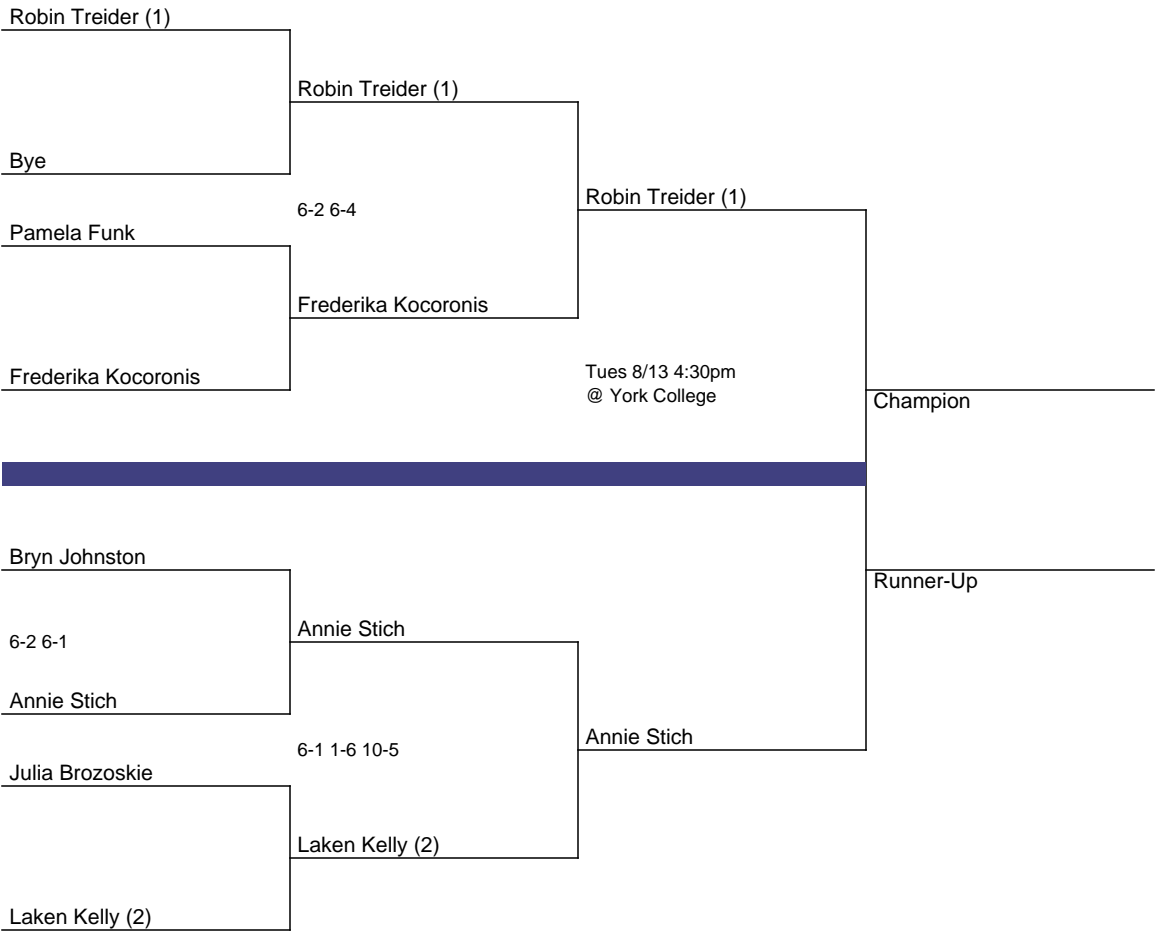 Robin Treider (1)
Robin Treider (1)
Bye
Robin Treider (1)
6-2 6-4
Pamela Funk
Frederika Kocoronis
Frederika Kocoronis
Tues 8/13 4:30pm
@ York College
Champion
Bryn Johnston
Runner-Up
Annie Stich
6-2 6-1
Annie Stich
Annie Stich
6-1 1-6 10-5
Julia Brozoskie
Laken Kelly (2)
Laken Kelly (2)